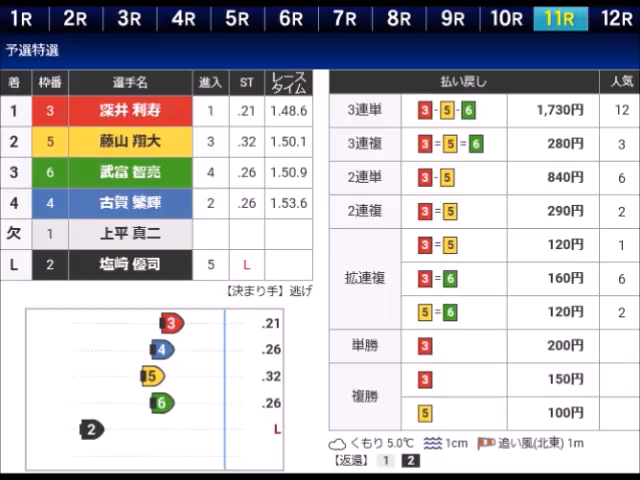 1R 2R 3R 4R 5R 6R 7R 8R 9R 10R 11R 12R
予選特選
着 枠番 選手名 進入 ST レースタイム
1 3 深井 利寿 1 .21 1.48.6
2 5 藤山 翔大 3 .32 1.50.1
3 6 武富 智亮 4 .26 1.50.9
4 4 古賀 繁輝 2 .26 1.53.6
欠 1 上平 真二
L 2 塩崎 優司 5 L
【決まり手】逃げ
3 .21
4 .26
5 .32
6 .26
2 L
払い戻し 人気
3連単 3-5-6 1,730円 12
3連複 3=5=6 280円 3
2連単 3-5 840円 6
2連複 3=5 290円 2
拡連複 3=5 120円 1
3=6 160円 6
5=6 120円 2
単勝 3 200円
複勝 3 150円
5 100円
くもり 5.0℃ 1cm 追い風(北東) 1m
【返還】 1 2